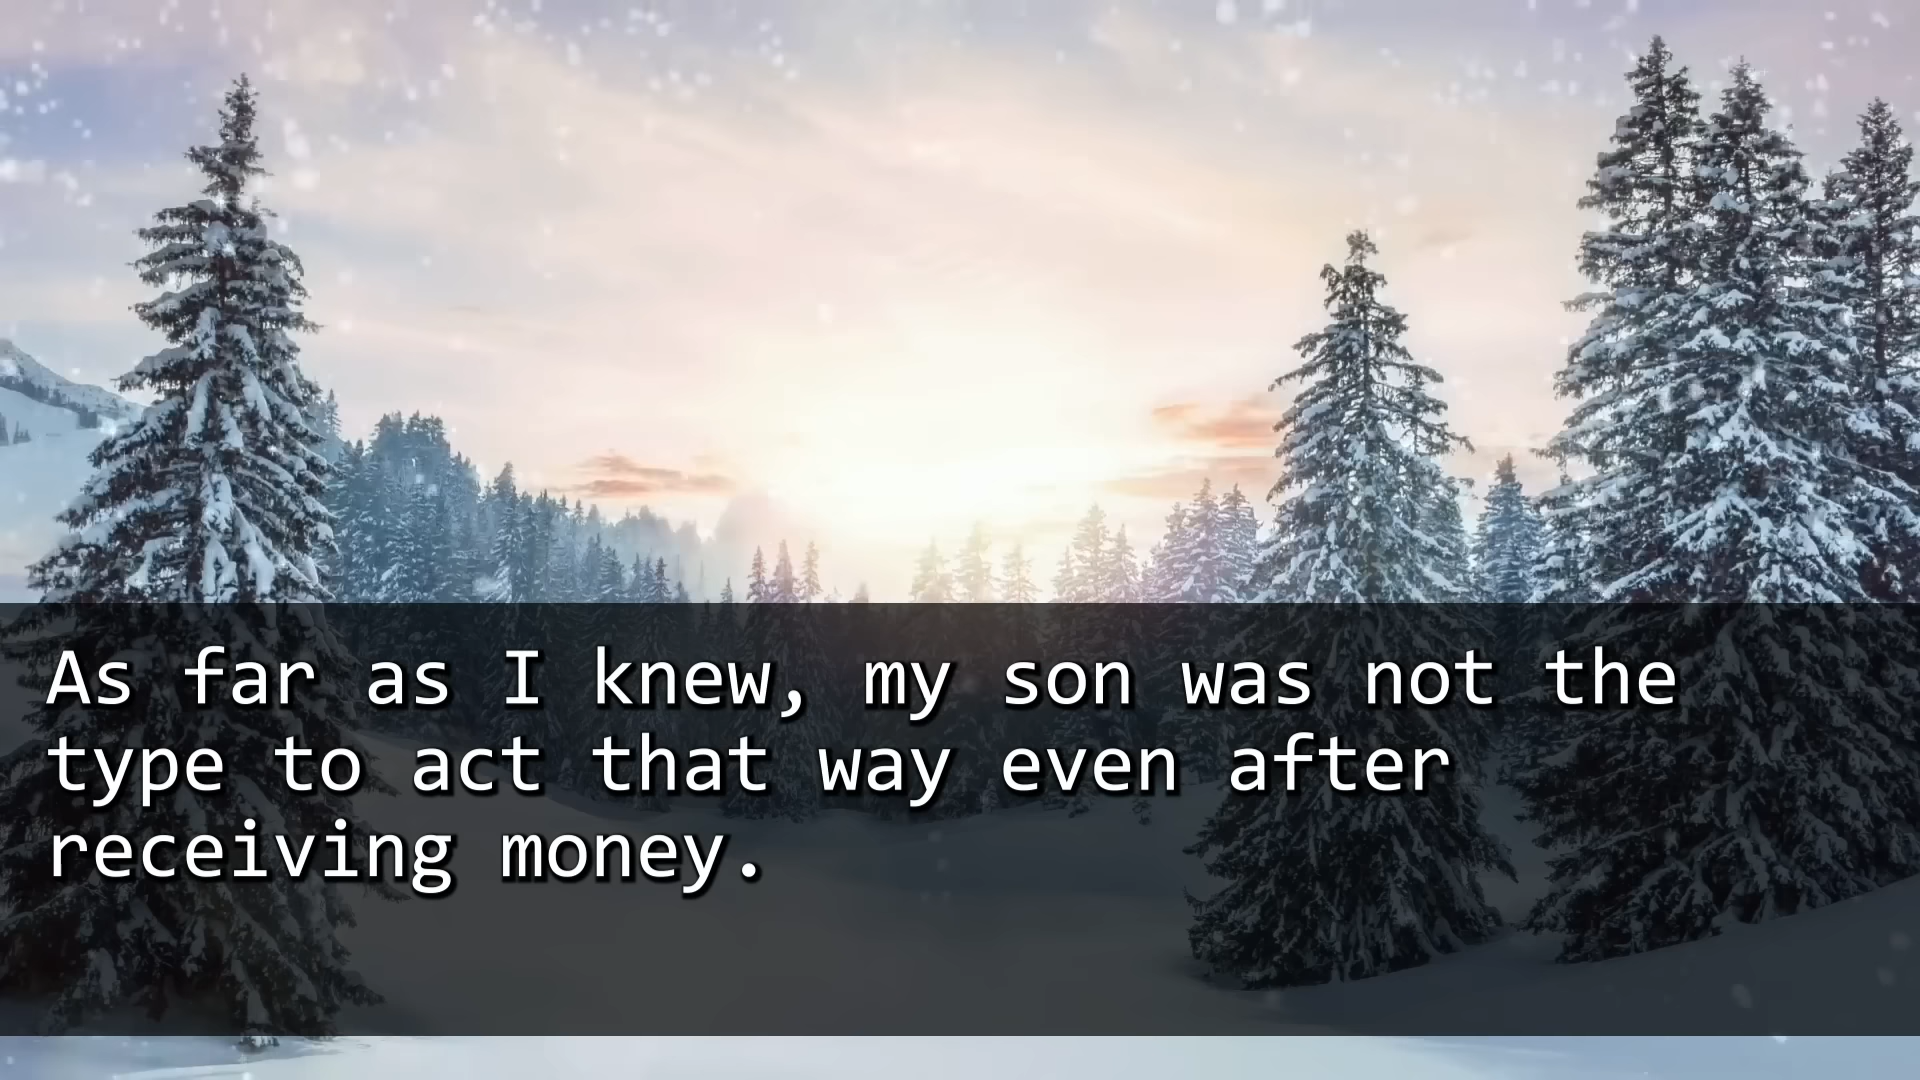 As far as I knew, my son was not the
type to act that way even after
receiving money.